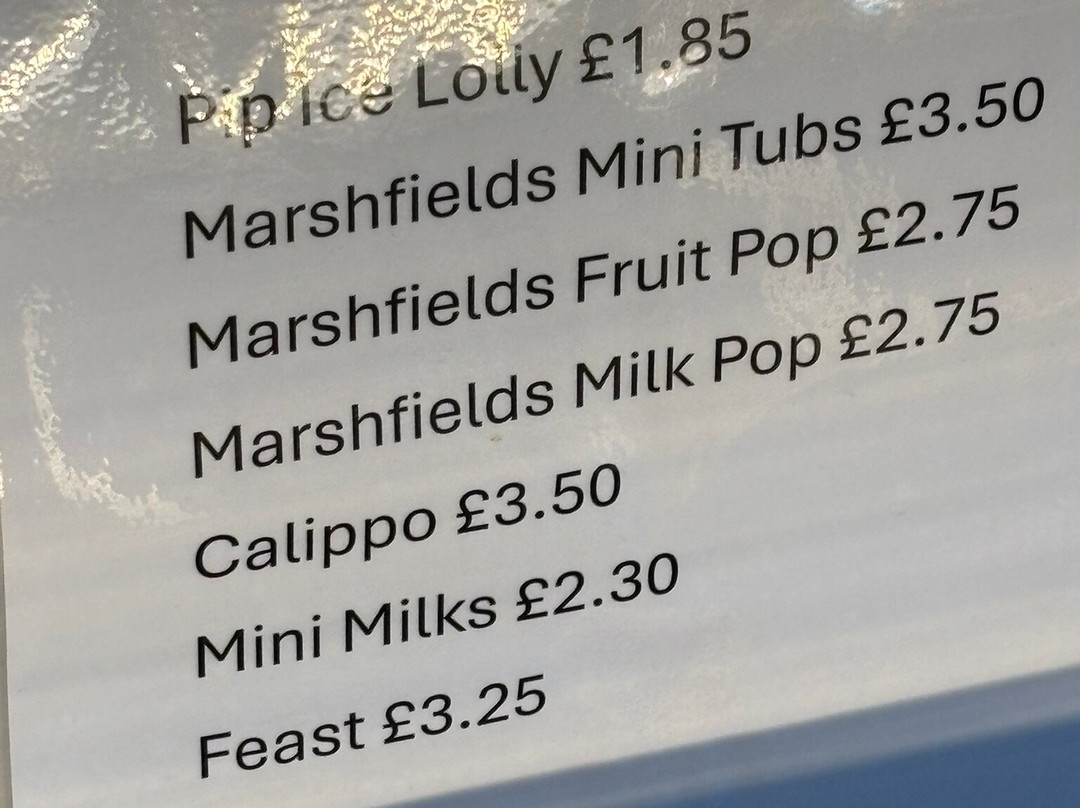 Pip Ice Lolly £1.85
Marshfields Mini Tubs £3.50
Marshfields Fruit Pop £2.75
Marshfields Milk Pop £2.75
Calippo £3.50
Mini Milks £2.30
Feast £3.25